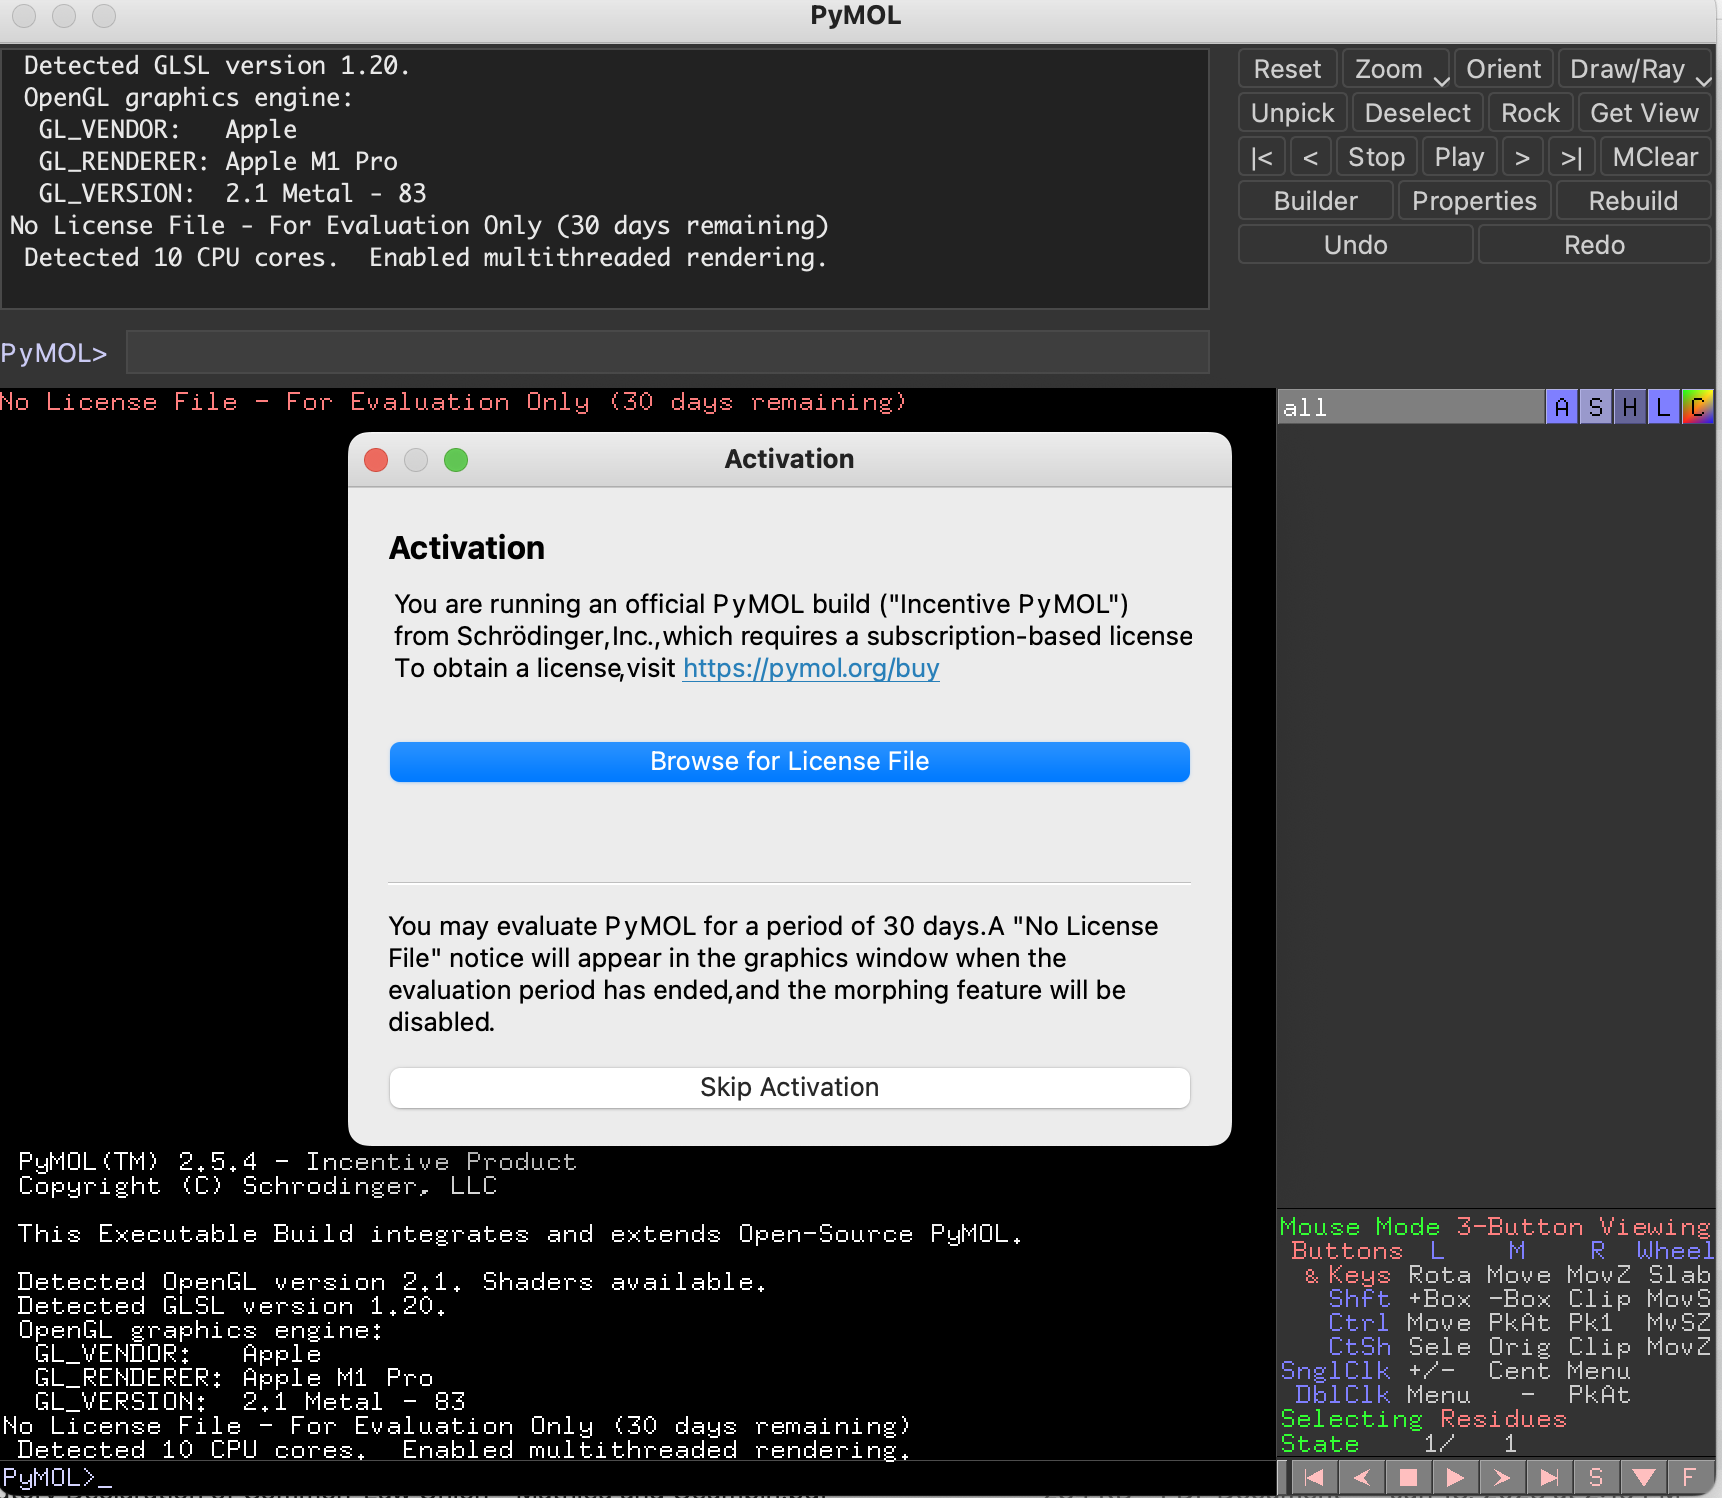 PyMOL
Detected GLSL version 1.20.
OpenGL graphics engine:
GL_VENDOR:   Apple
GL_RENDERER: Apple M1 Pro
GL_VERSION:  2.1 Metal - 83
No License File - For Evaluation Only (30 days remaining)
Detected 10 CPU cores.  Enabled multithreaded rendering.
Reset Zoom Orient Draw/Ray
Unpick Deselect Rock Get View
|< < Stop Play > >| MClear
Builder Properties Rebuild
Undo Redo
PyMOL>
No License File - For Evaluation Only (30 days remaining)
all A S H L C
Activation
Activation
You are running an official PyMOL build ("Incentive PyMOL")
from Schrödinger,Inc.,which requires a subscription-based license
To obtain a license,visit https://pymol.org/buy
Browse for License File
You may evaluate PyMOL for a period of 30 days.A "No License
File" notice will appear in the graphics window when the
evaluation period has ended,and the morphing feature will be
disabled.
Skip Activation
PyMOL(TM) 2.5.4 - Incentive Product
Copyright (C) Schrodinger, LLC
This Executable Build integrates and extends Open-Source PyMOL.
Detected OpenGL version 2.1. Shaders available.
Detected GLSL version 1.20.
OpenGL graphics engine:
GL_VENDOR:   Apple
GL_RENDERER: Apple M1 Pro
GL_VERSION:  2.1 Metal - 83
No License File - For Evaluation Only (30 days remaining)
Detected 10 CPU cores.  Enabled multithreaded rendering.
PyMOL>_
Mouse Mode 3-Button Viewing
Buttons L M R Wheel
& Keys Rota Move MovZ Slab
Shft +Box -Box Clip MovS
Ctrl Move PkAt Pk1 MvSZ
CtSh Sele Orig Clip MovZ
SnglClk +/- Cent Menu
DblClk Menu - PkAt
Selecting Residues
State 1/ 1
S F